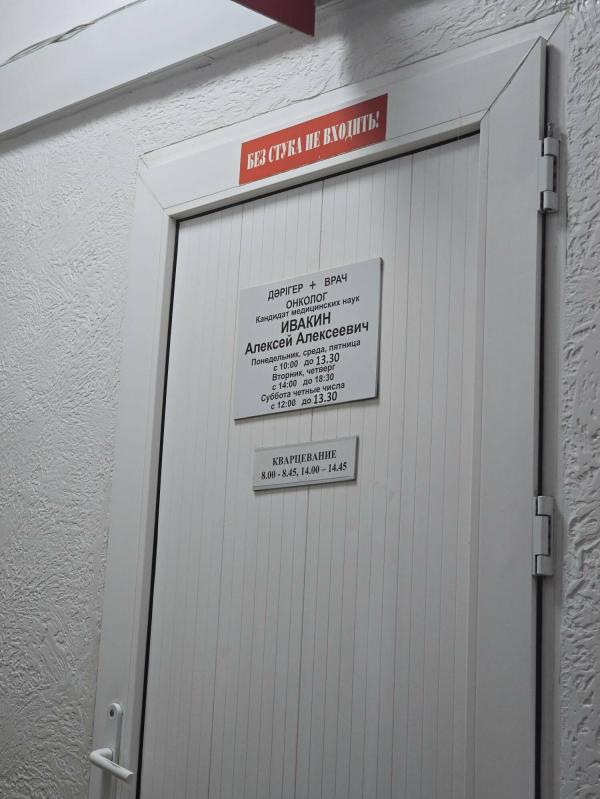 БЕЗ СТУКА НЕ ВХОДИТЬ!
ДӘРІГЕР + ВРАЧ
ОНКОЛОГ
Кандидат медицинских наук
ИВАКИН
Алексей Алексеевич
Понедельник, среда, пятница
с 10:00 до 13.30
Вторник, четверг
с 14:00 до 18:30
Суббота четные числа
с 12:00 до 13.30
КВАРЦЕВАНИЕ
8.00 - 8.45, 14.00 – 14.45